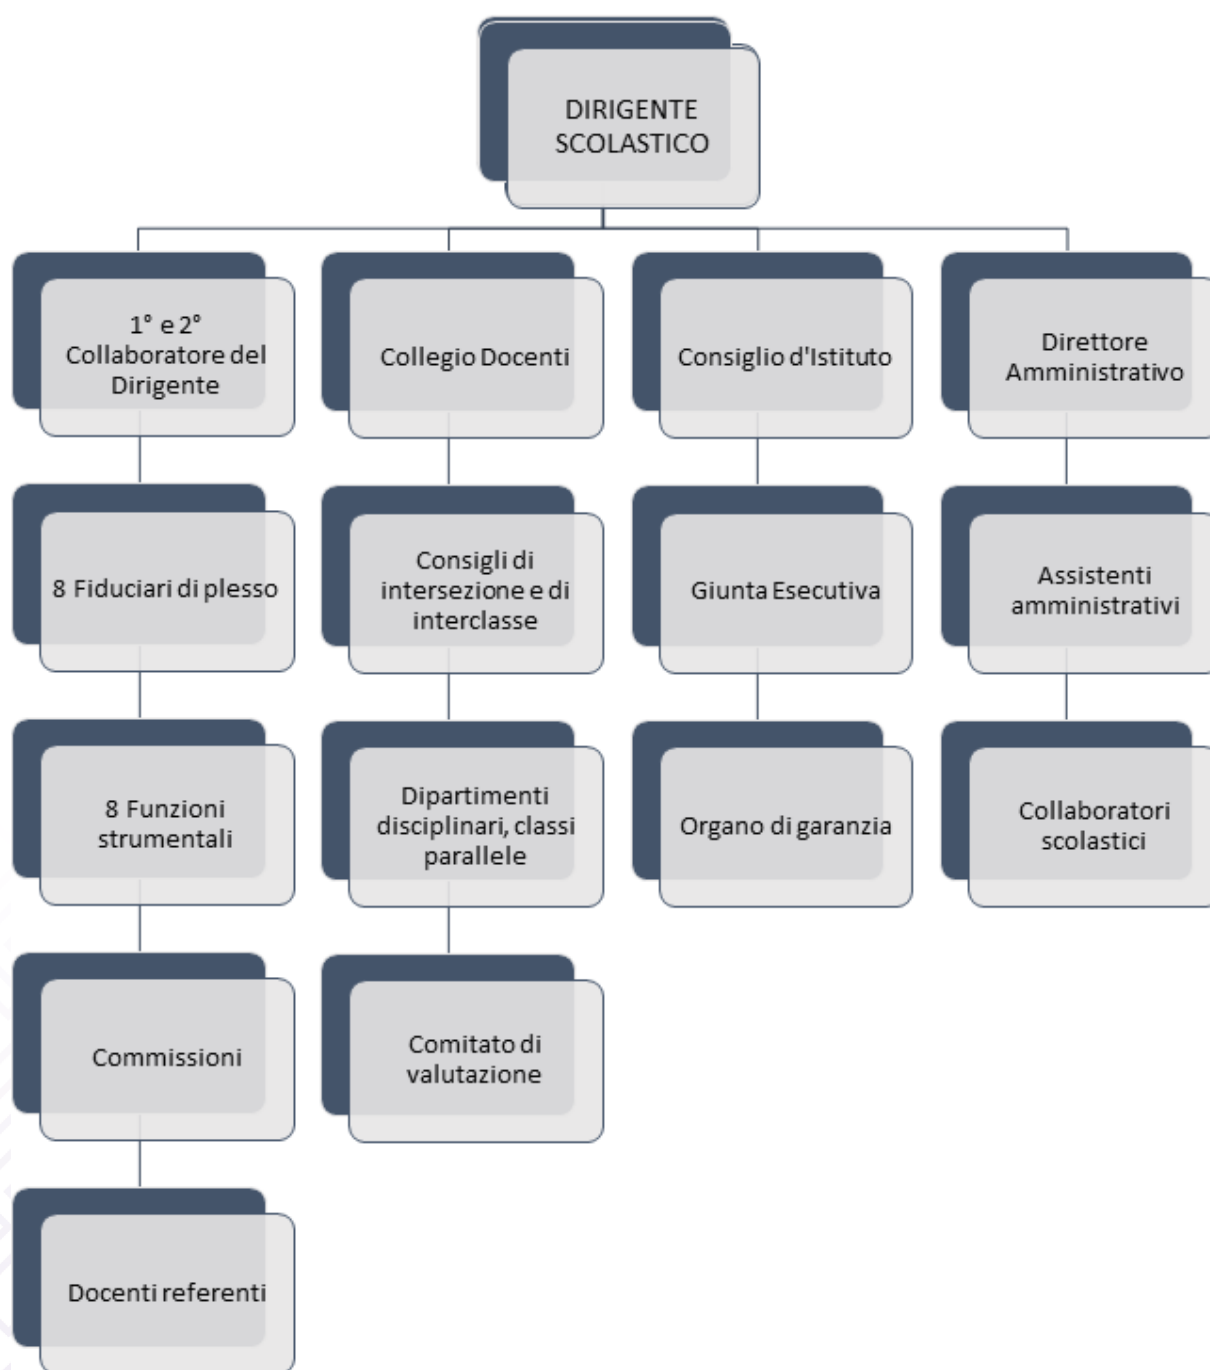 DIRIGENTE
SCOLASTICO
1° e 2°
Collaboratore del
Dirigente
Collegio Docenti
Consiglio d'Istituto
Direttore
Amministrativo
8 Fiduciari di plesso
Consigli di
intersezione e di
interclasse
Giunta Esecutiva
Assistenti
amministrativi
8 Funzioni
strumentali
Dipartimenti
disciplinari, classi
parallele
Organo di garanzia
Collaboratori
scolastici
Commissioni
Comitato di
valutazione
Docenti referenti